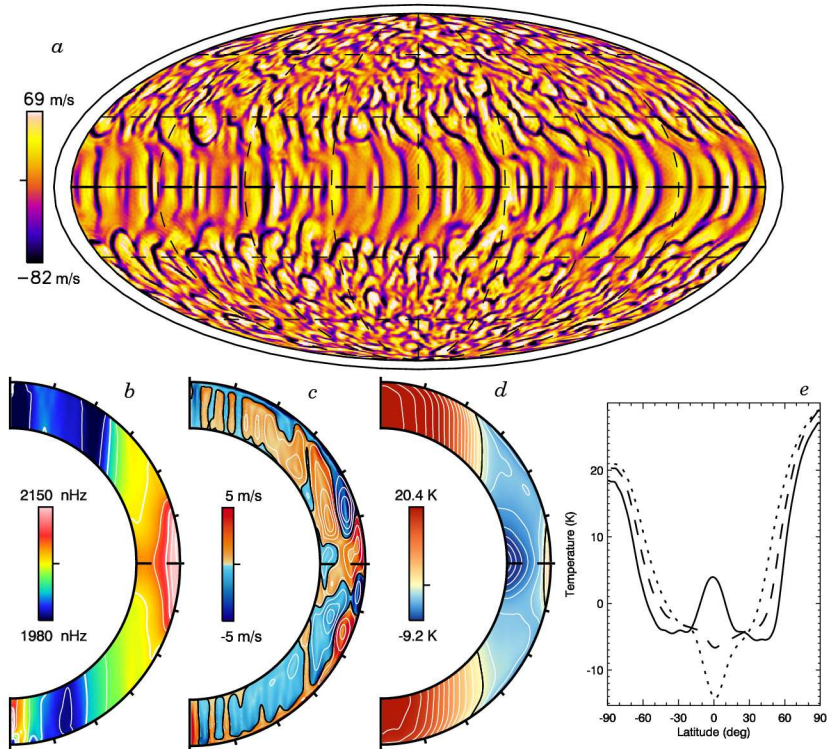 a
69 m/s
−82 m/s
b
c
d
e
2150 nHz
1980 nHz
5 m/s
-5 m/s
20.4 K
-9.2 K
Temperature (K)
20
10
0
-10
-90 -60 -30 0 30 60 90
Latitude (deg)